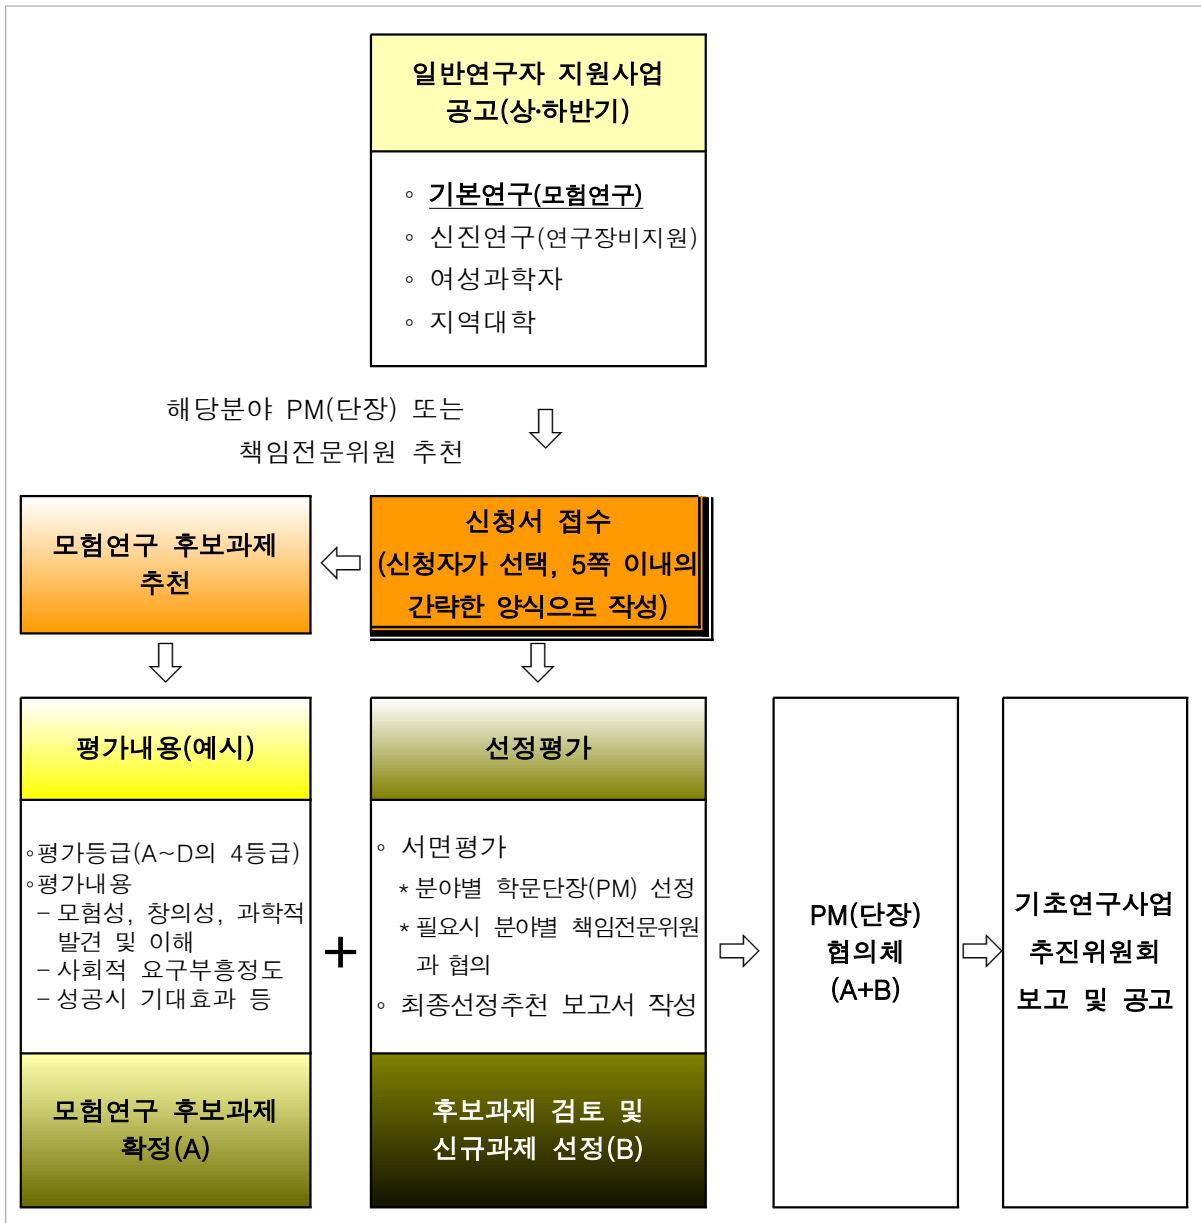 일반연구자 지원사업
공고(상·하반기)
◦ 기본연구(모험연구)
◦ 신진연구(연구장비지원)
◦ 여성과학자
◦ 지역대학
해당분야 PM(단장) 또는
책임전문위원 추천
모험연구 후보과제
추천
신청서 접수
(신청자가 선택, 5쪽 이내의
간략한 양식으로 작성)
평가내용(예시)
◦평가등급(A~D의 4등급)
◦평가내용
– 모험성, 창의성, 과학적
발견 및 이해
– 사회적 요구부흥정도
– 성공시 기대효과 등
모험연구 후보과제
확정(A)
+
선정평가
◦ 서면평가
* 분야별 학문단장(PM) 선정
* 필요시 분야별 책임전문위원
과 협의
◦ 최종선정추천 보고서 작성
후보과제 검토 및
신규과제 선정(B)
PM(단장)
협의체
(A+B)
기초연구사업
추진위원회
보고 및 공고